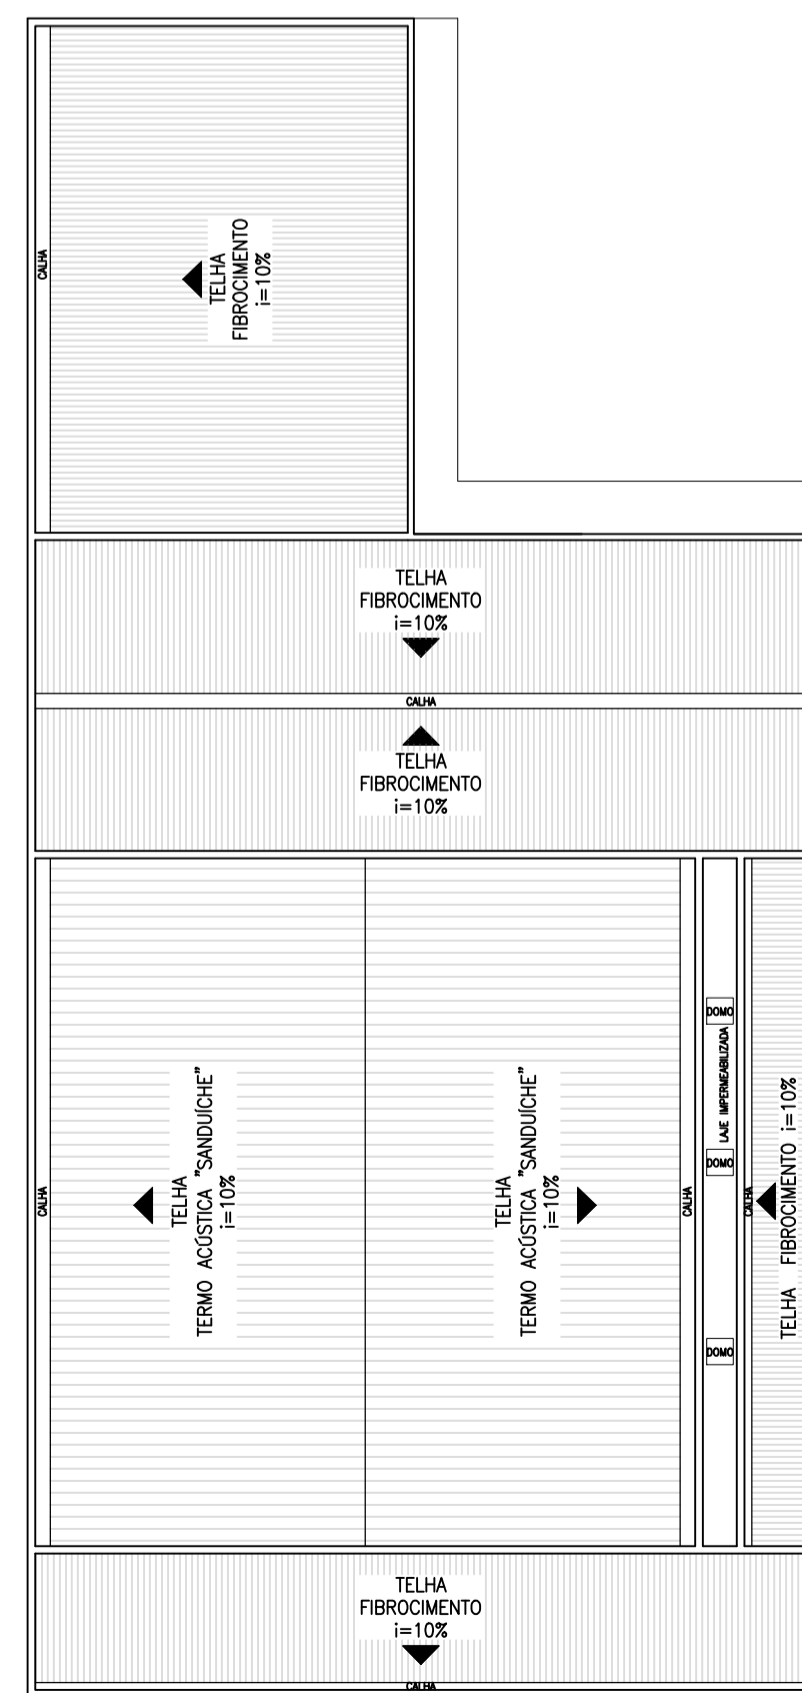 CALHA
TELHA
FIBROCIMENTO
i=10%
TELHA
FIBROCIMENTO
i=10%
CALHA
TELHA
FIBROCIMENTO
i=10%
CALHA
TELHA
TERMO ACÚSTICA "SANDUÍCHE"
i=10%
TELHA
TERMO ACÚSTICA "SANDUÍCHE"
i=10%
CALHA
DOMO
LAJE IMPERMEABILIZADA
DOMO
DOMO
CALHA
TELHA FIBROCIMENTO i=10%
TELHA
FIBROCIMENTO
i=10%
CALHA